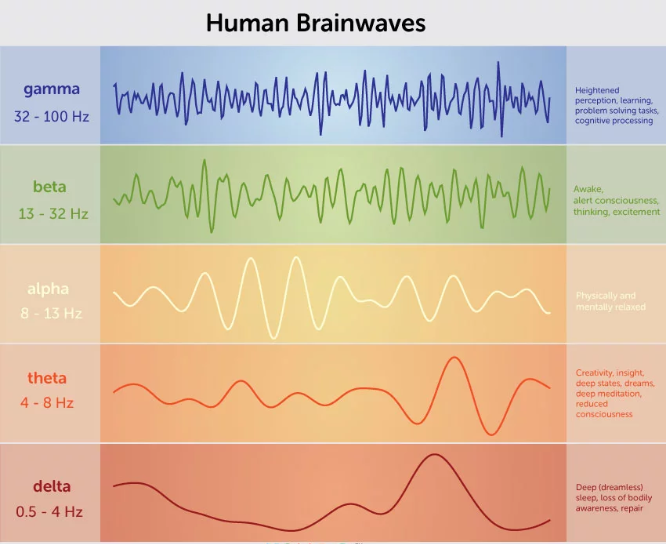 Human Brainwaves
gamma
32 - 100 Hz
Heightened
perception, learning,
problem solving tasks,
cognitive processing
beta
13 - 32 Hz
Awake,
alert consciousness,
thinking, excitement
alpha
8 - 13 Hz
Physically and
mentally relaxed
theta
4 - 8 Hz
Creativity, insight,
deep states, dreams,
deep meditation,
reduced
consciousness
delta
0.5 - 4 Hz
Deep (dreamless)
sleep, loss of bodily
awareness, repair